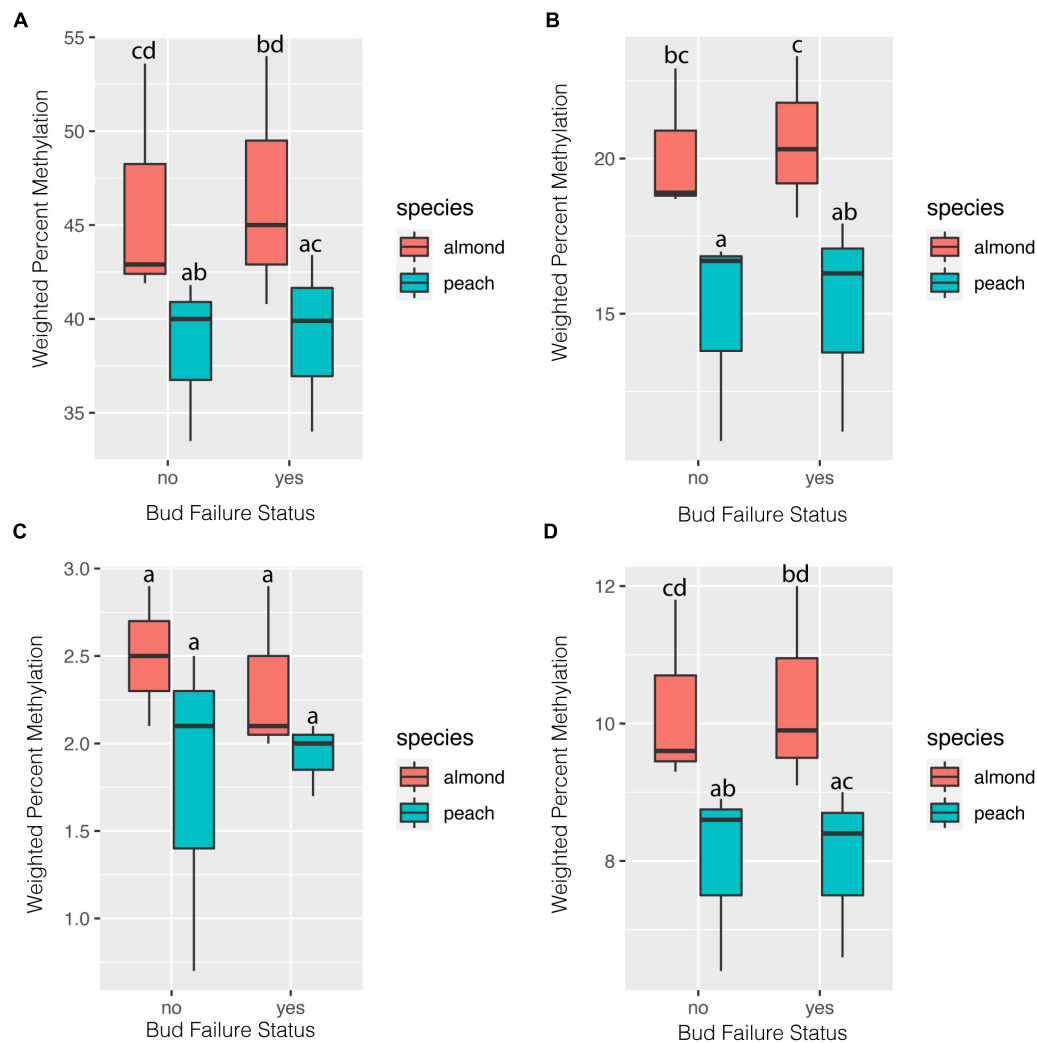 A
55
50
45
40
35
Weighted Percent Methylation
cd
ab
bd
ac
no
yes
Bud Failure Status
species
almond
peach
B
20
15
Weighted Percent Methylation
bc
a
c
ab
no
yes
Bud Failure Status
species
almond
peach
C
3.0
2.5
2.0
1.5
1.0
Weighted Percent Methylation
a
a
a
a
no
yes
Bud Failure Status
species
almond
peach
D
12
10
8
Weighted Percent Methylation
cd
ab
bd
ac
no
yes
Bud Failure Status
species
almond
peach